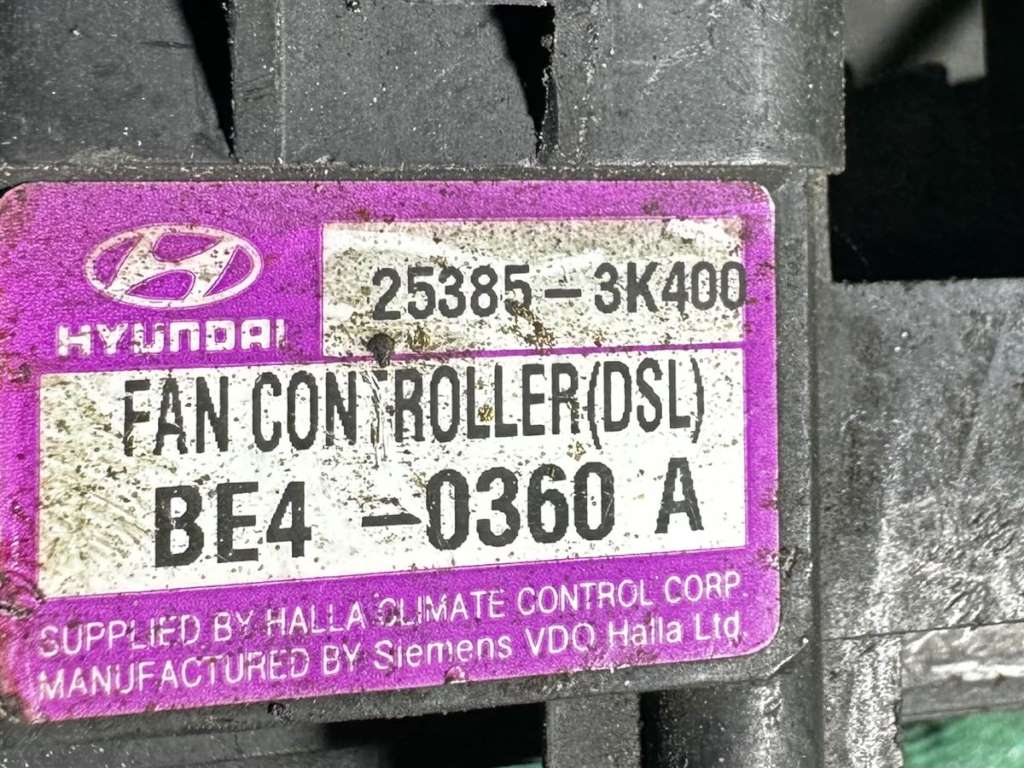 25385-3K400
HYUNDAI
FAN CONTROLLER(DSL)
BE4 -0360 A
SUPPLIED BY HALLA CLIMATE CONTROL CORP.
MANUFACTURED BY Siemens VDO Halla Ltd.